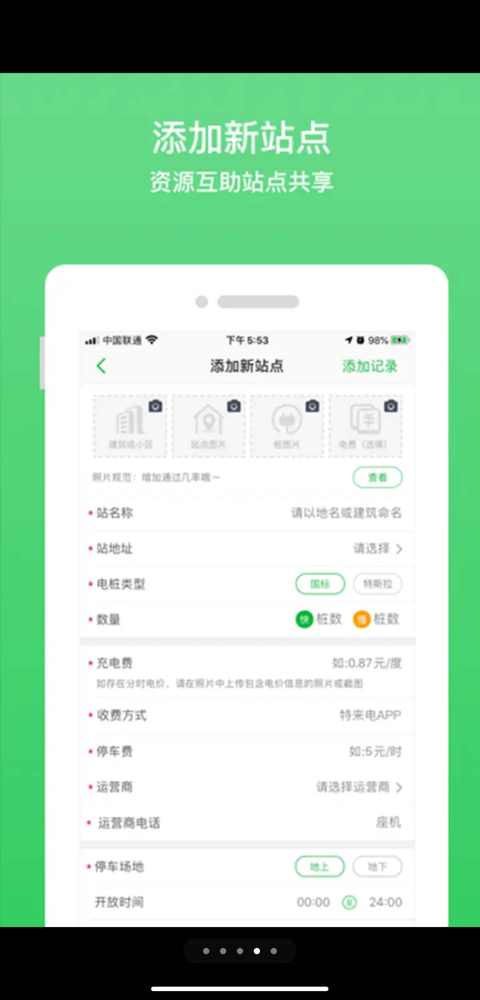 添加新站点
资源互助站点共享
中国联通 下午5:53 98%
添加新站点 添加记录
建筑或小区 站点图片 桩图片 电费（选填）
照片规范：增加通过几率哦~ 查看
* 站名称 请以地名或建筑命名
* 站地址 请选择
* 电桩类型 国标 特斯拉
* 数量 快 桩数 慢 桩数
* 充电费 如:0.87元/度
如存在分时电价，请在照片中上传包含电价信息的照片或截图
* 收费方式 特来电APP
* 停车费 如:5元/时
* 运营商 请选择运营商
* 运营商电话 座机
* 停车场地 地上 地下
开放时间 00:00 至 24:00